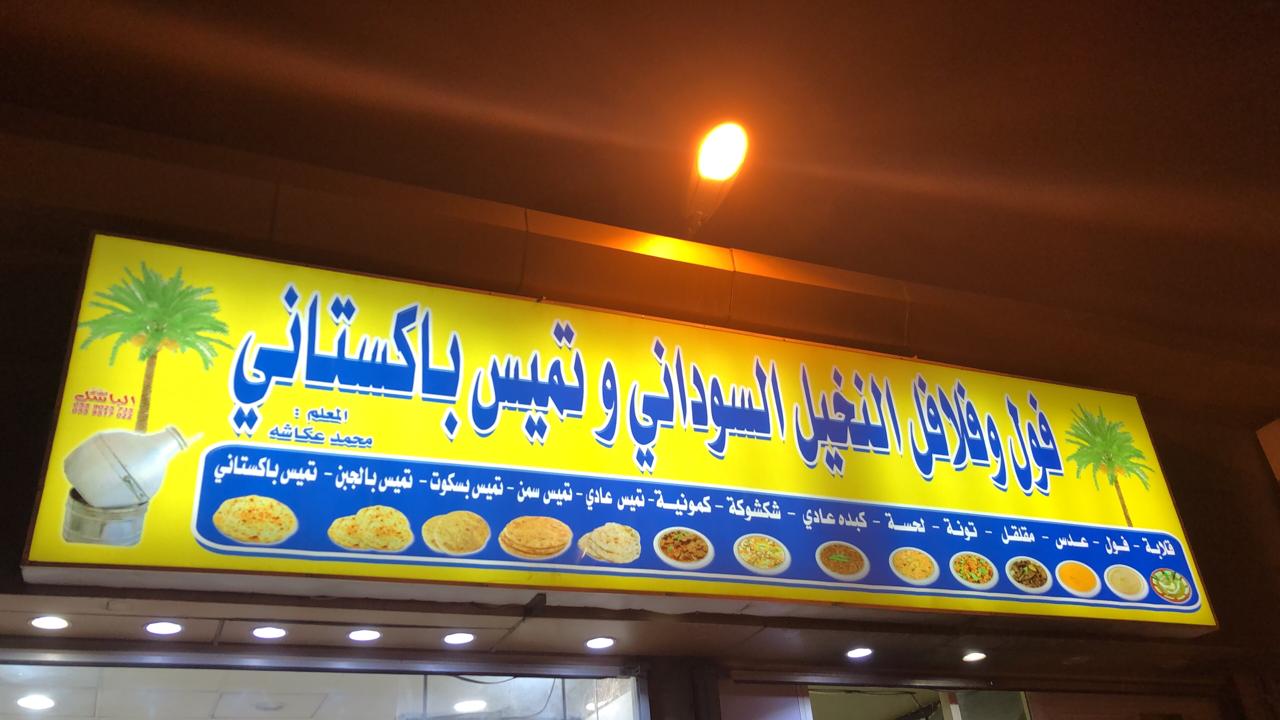 فول وفلافل النخيل السوداني و تميس باكستاني
المعلم :
محمد عكاشه
قلابة - فول - عدس - مقلقل - تونة - لحسة - كبده عادي - شكشوكة - كمونية - تميس عادي - تميس سمن - تميس بسكوت - تميس بالجبن - تميس باكستاني